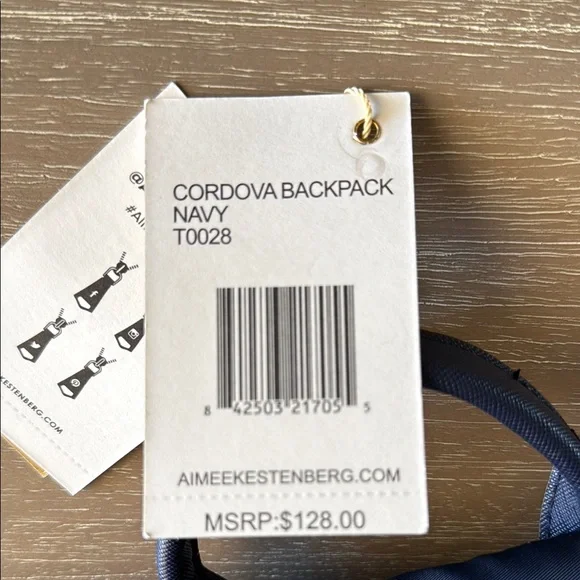 CORDOVA BACKPACK
NAVY
T0028
8 42503 21705 5
AIMEEKESTENBERG.COM
MSRP:$128.00